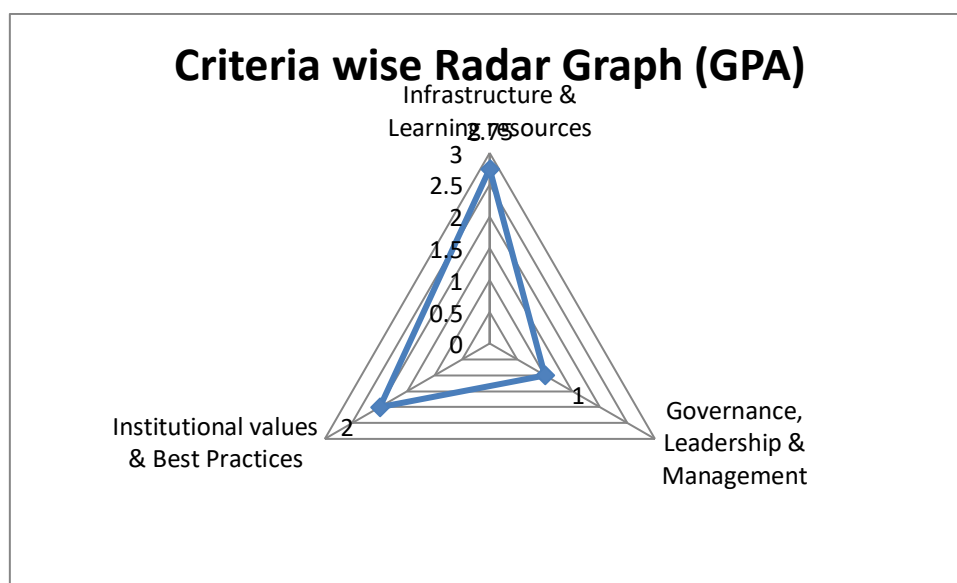 Criteria wise Radar Graph (GPA)
Infrastructure &
Learning resources
2.75
3
2.5
2
1.5
1
0.5
0
1
Governance,
Leadership &
Management
2
Institutional values
& Best Practices